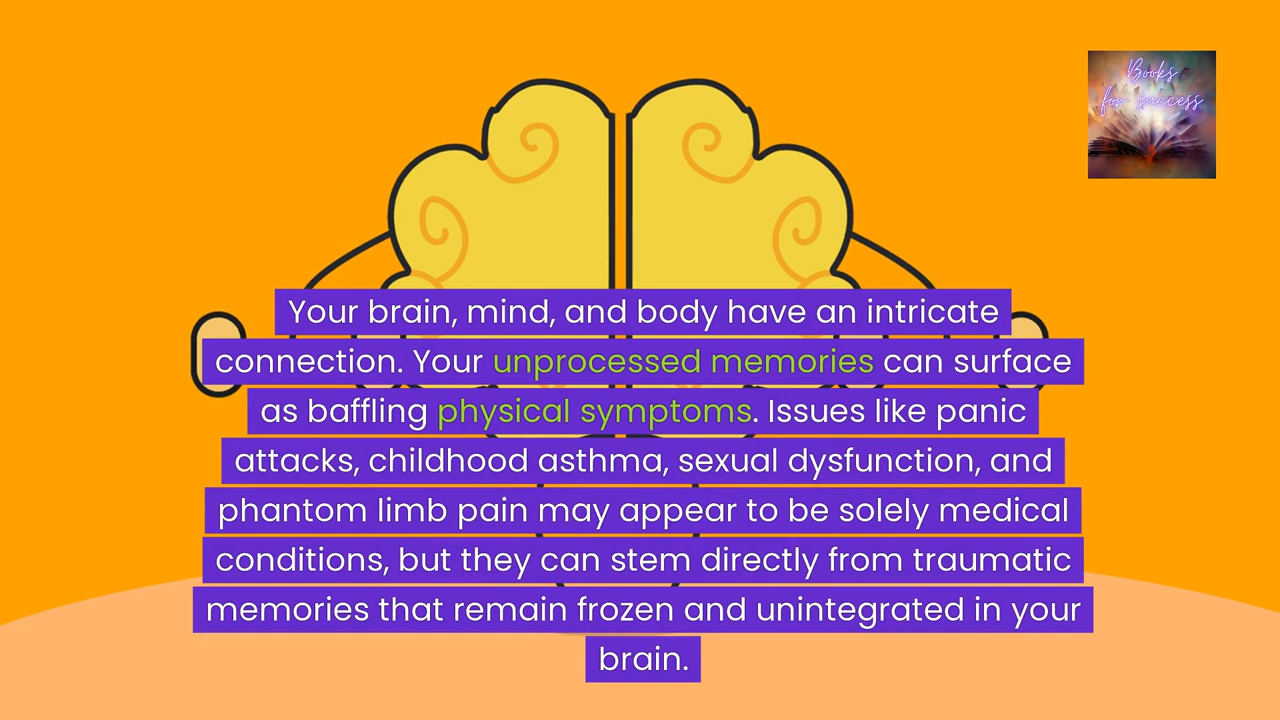 Books
for success
Your brain, mind, and body have an intricate
connection. Your unprocessed memories can surface
as baffling physical symptoms. Issues like panic
attacks, childhood asthma, sexual dysfunction, and
phantom limb pain may appear to be solely medical
conditions, but they can stem directly from traumatic
memories that remain frozen and unintegrated in your
brain.